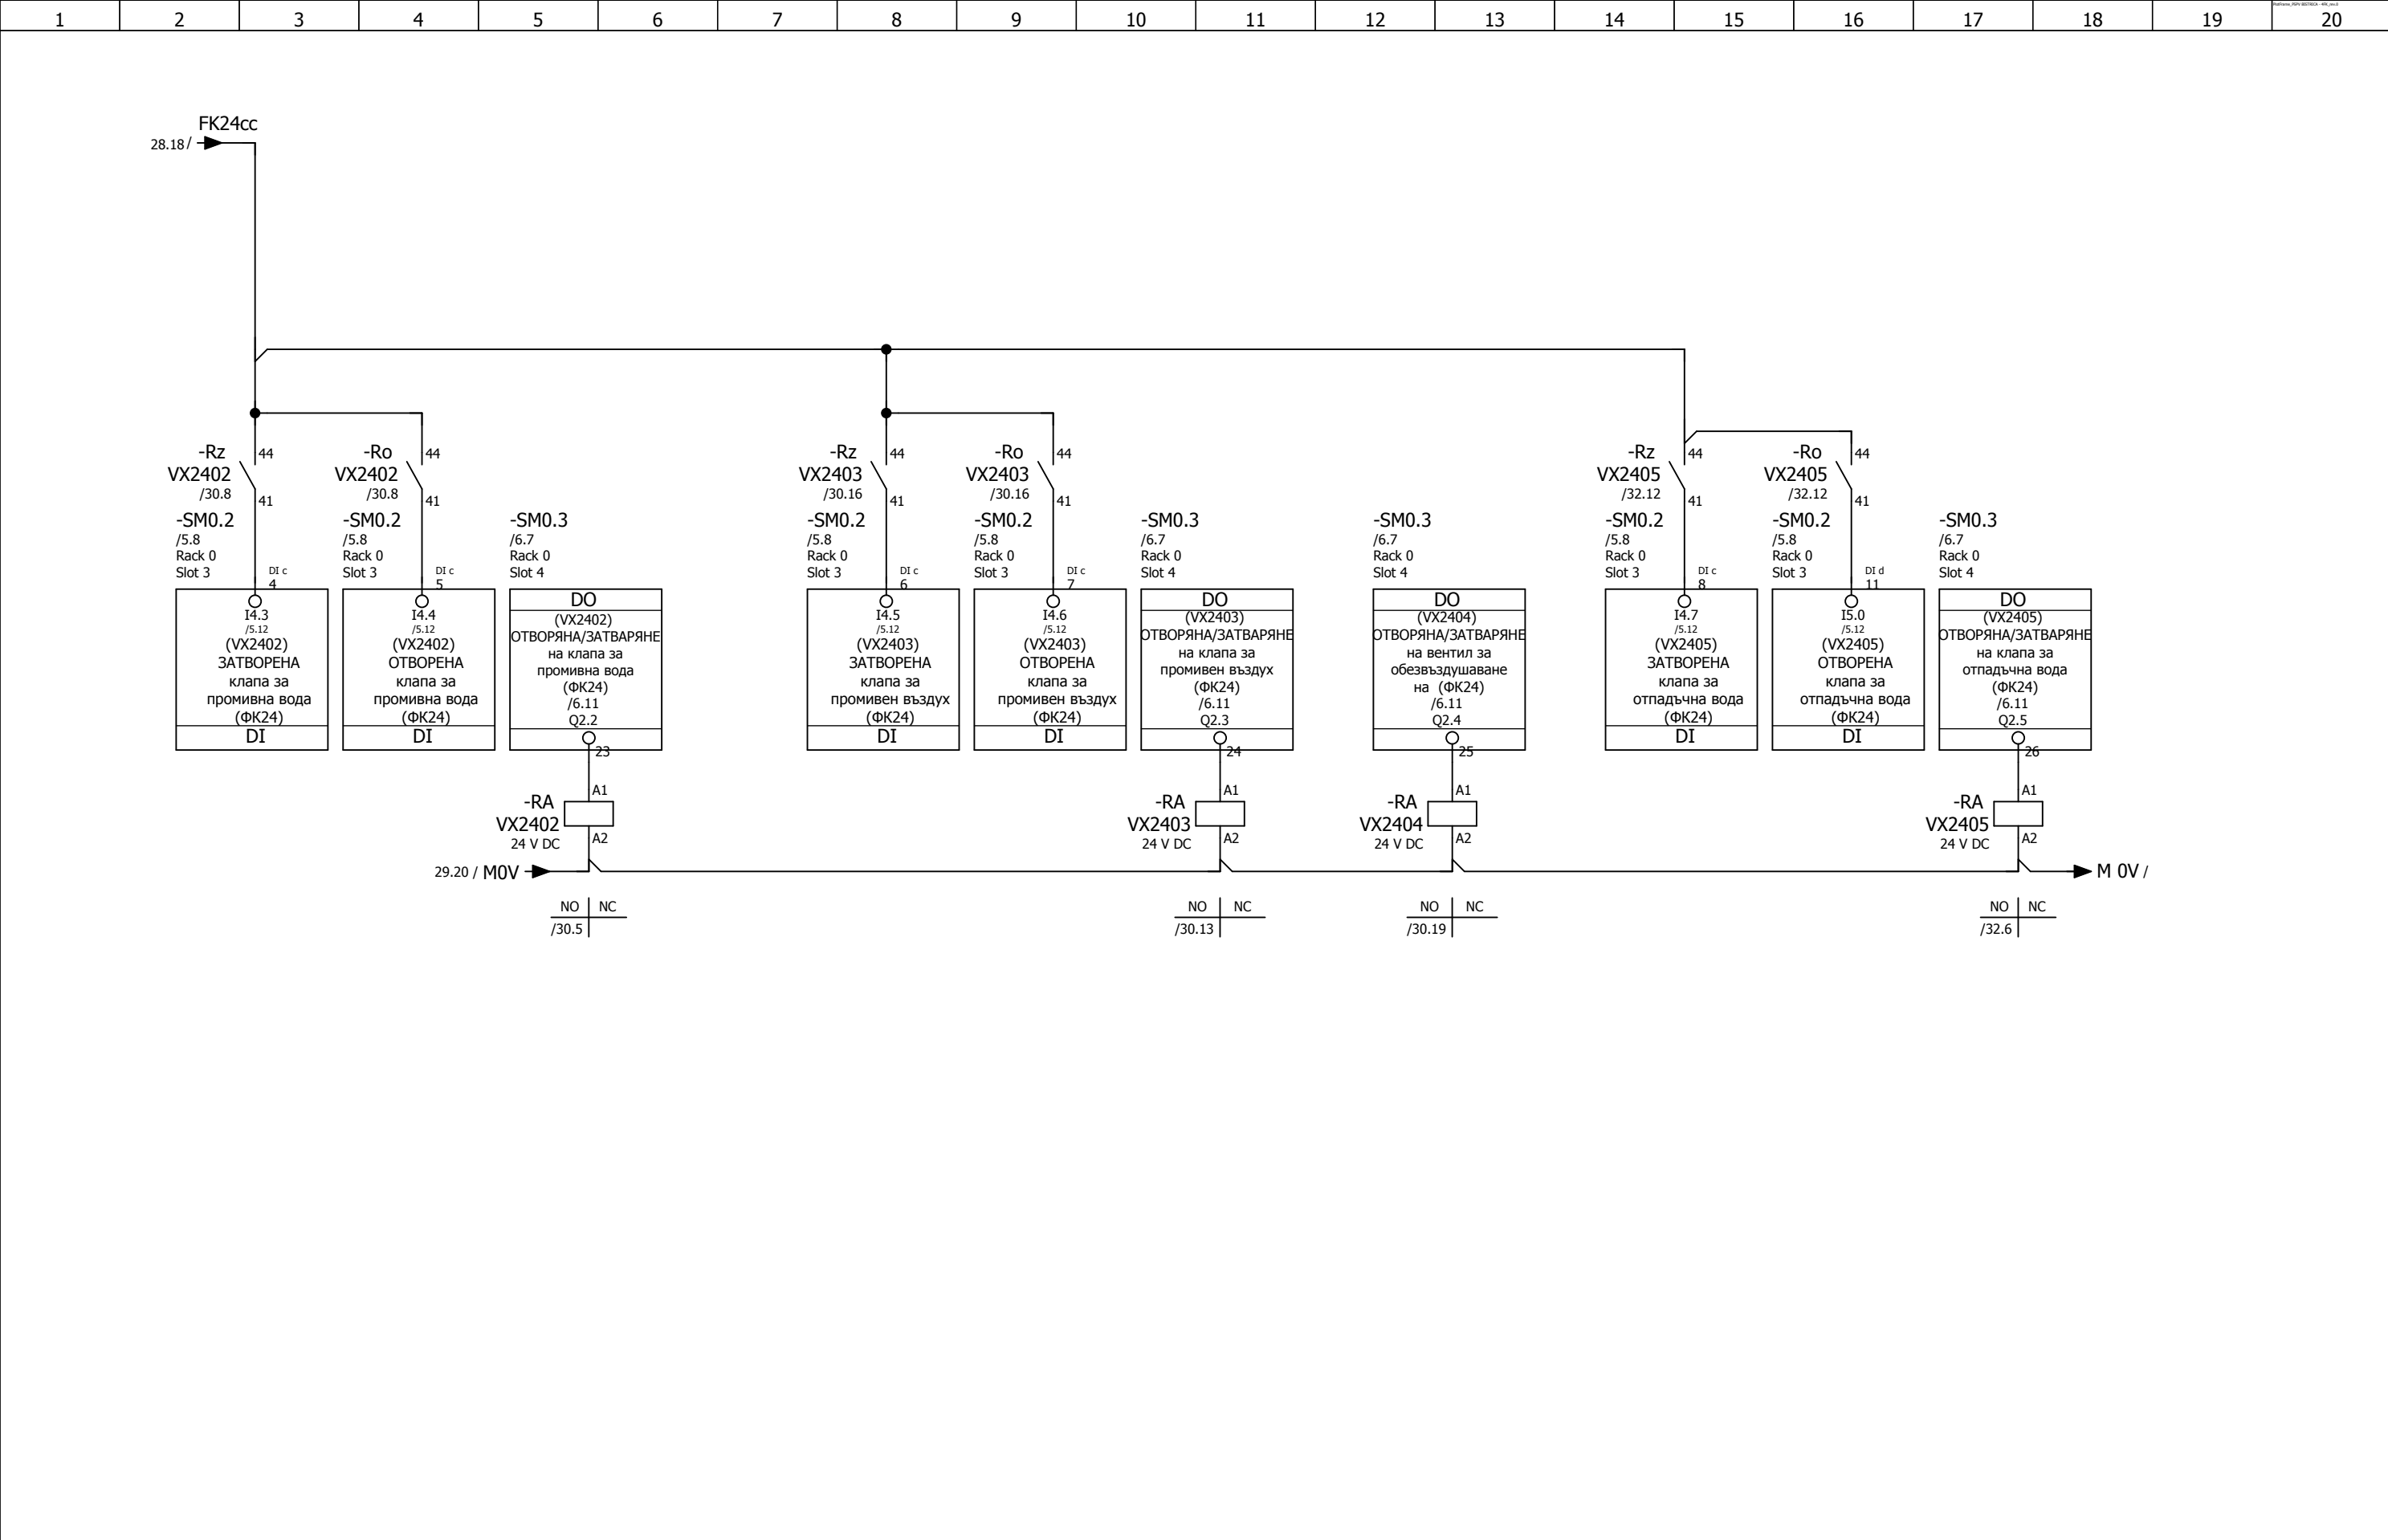 1 2 3 4 5 6 7 8 9 10 11 12 13 14 15 16 17 18 19 20
FK24cc
28.18 /
-Rz
VX2402
/30.8
44
41
-SM0.2
/5.8
Rack 0
Slot 3
DI c
4
I4.3
/5.12
(VX2402)
ЗАТВОРЕНА
клапа за
промивна вода
(ФК24)
DI
-Ro
VX2402
/30.8
44
41
-SM0.2
/5.8
Rack 0
Slot 3
DI c
5
I4.4
/5.12
(VX2402)
ОТВОРЕНА
клапа за
промивна вода
(ФК24)
DI
-SM0.3
/6.7
Rack 0
Slot 4
DO
(VX2402)
ОТВОРЯНА/ЗАТВАРЯНЕ
на клапа за
промивна вода
(ФК24)
/6.11
Q2.2
23
-RA
VX2402
24 V DC
A1
A2
29.20 / M0V
NO NC
/30.5
-Rz
VX2403
/30.16
44
41
-SM0.2
/5.8
Rack 0
Slot 3
DI c
6
I4.5
/5.12
(VX2403)
ЗАТВОРЕНА
клапа за
промивен въздух
(ФК24)
DI
-Ro
VX2403
/30.16
44
41
-SM0.2
/5.8
Rack 0
Slot 3
DI c
7
I4.6
/5.12
(VX2403)
ОТВОРЕНА
клапа за
промивен въздух
(ФК24)
DI
-SM0.3
/6.7
Rack 0
Slot 4
DO
(VX2403)
ОТВОРЯНА/ЗАТВАРЯНЕ
на клапа за
промивен въздух
(ФК24)
/6.11
Q2.3
24
-RA
VX2403
24 V DC
A1
A2
NO NC
/30.13
-SM0.3
/6.7
Rack 0
Slot 4
DO
(VX2404)
ОТВОРЯНА/ЗАТВАРЯНЕ
на вентил за
обезвъздушаване
на (ФК24)
/6.11
Q2.4
25
-RA
VX2404
24 V DC
A1
A2
NO NC
/30.19
-Rz
VX2405
/32.12
44
41
-SM0.2
/5.8
Rack 0
Slot 3
DI c
8
I4.7
/5.12
(VX2405)
ЗАТВОРЕНА
клапа за
отпадъчна вода
(ФК24)
DI
-Ro
VX2405
/32.12
44
41
-SM0.2
/5.8
Rack 0
Slot 3
DI d
11
I5.0
/5.12
(VX2405)
ОТВОРЕНА
клапа за
отпадъчна вода
(ФК24)
DI
-SM0.3
/6.7
Rack 0
Slot 4
DO
(VX2405)
ОТВОРЯНА/ЗАТВАРЯНЕ
на клапа за
отпадъчна вода
(ФК24)
/6.11
Q2.5
26
-RA
VX2405
24 V DC
A1
A2
M 0V /
NO NC
/32.6